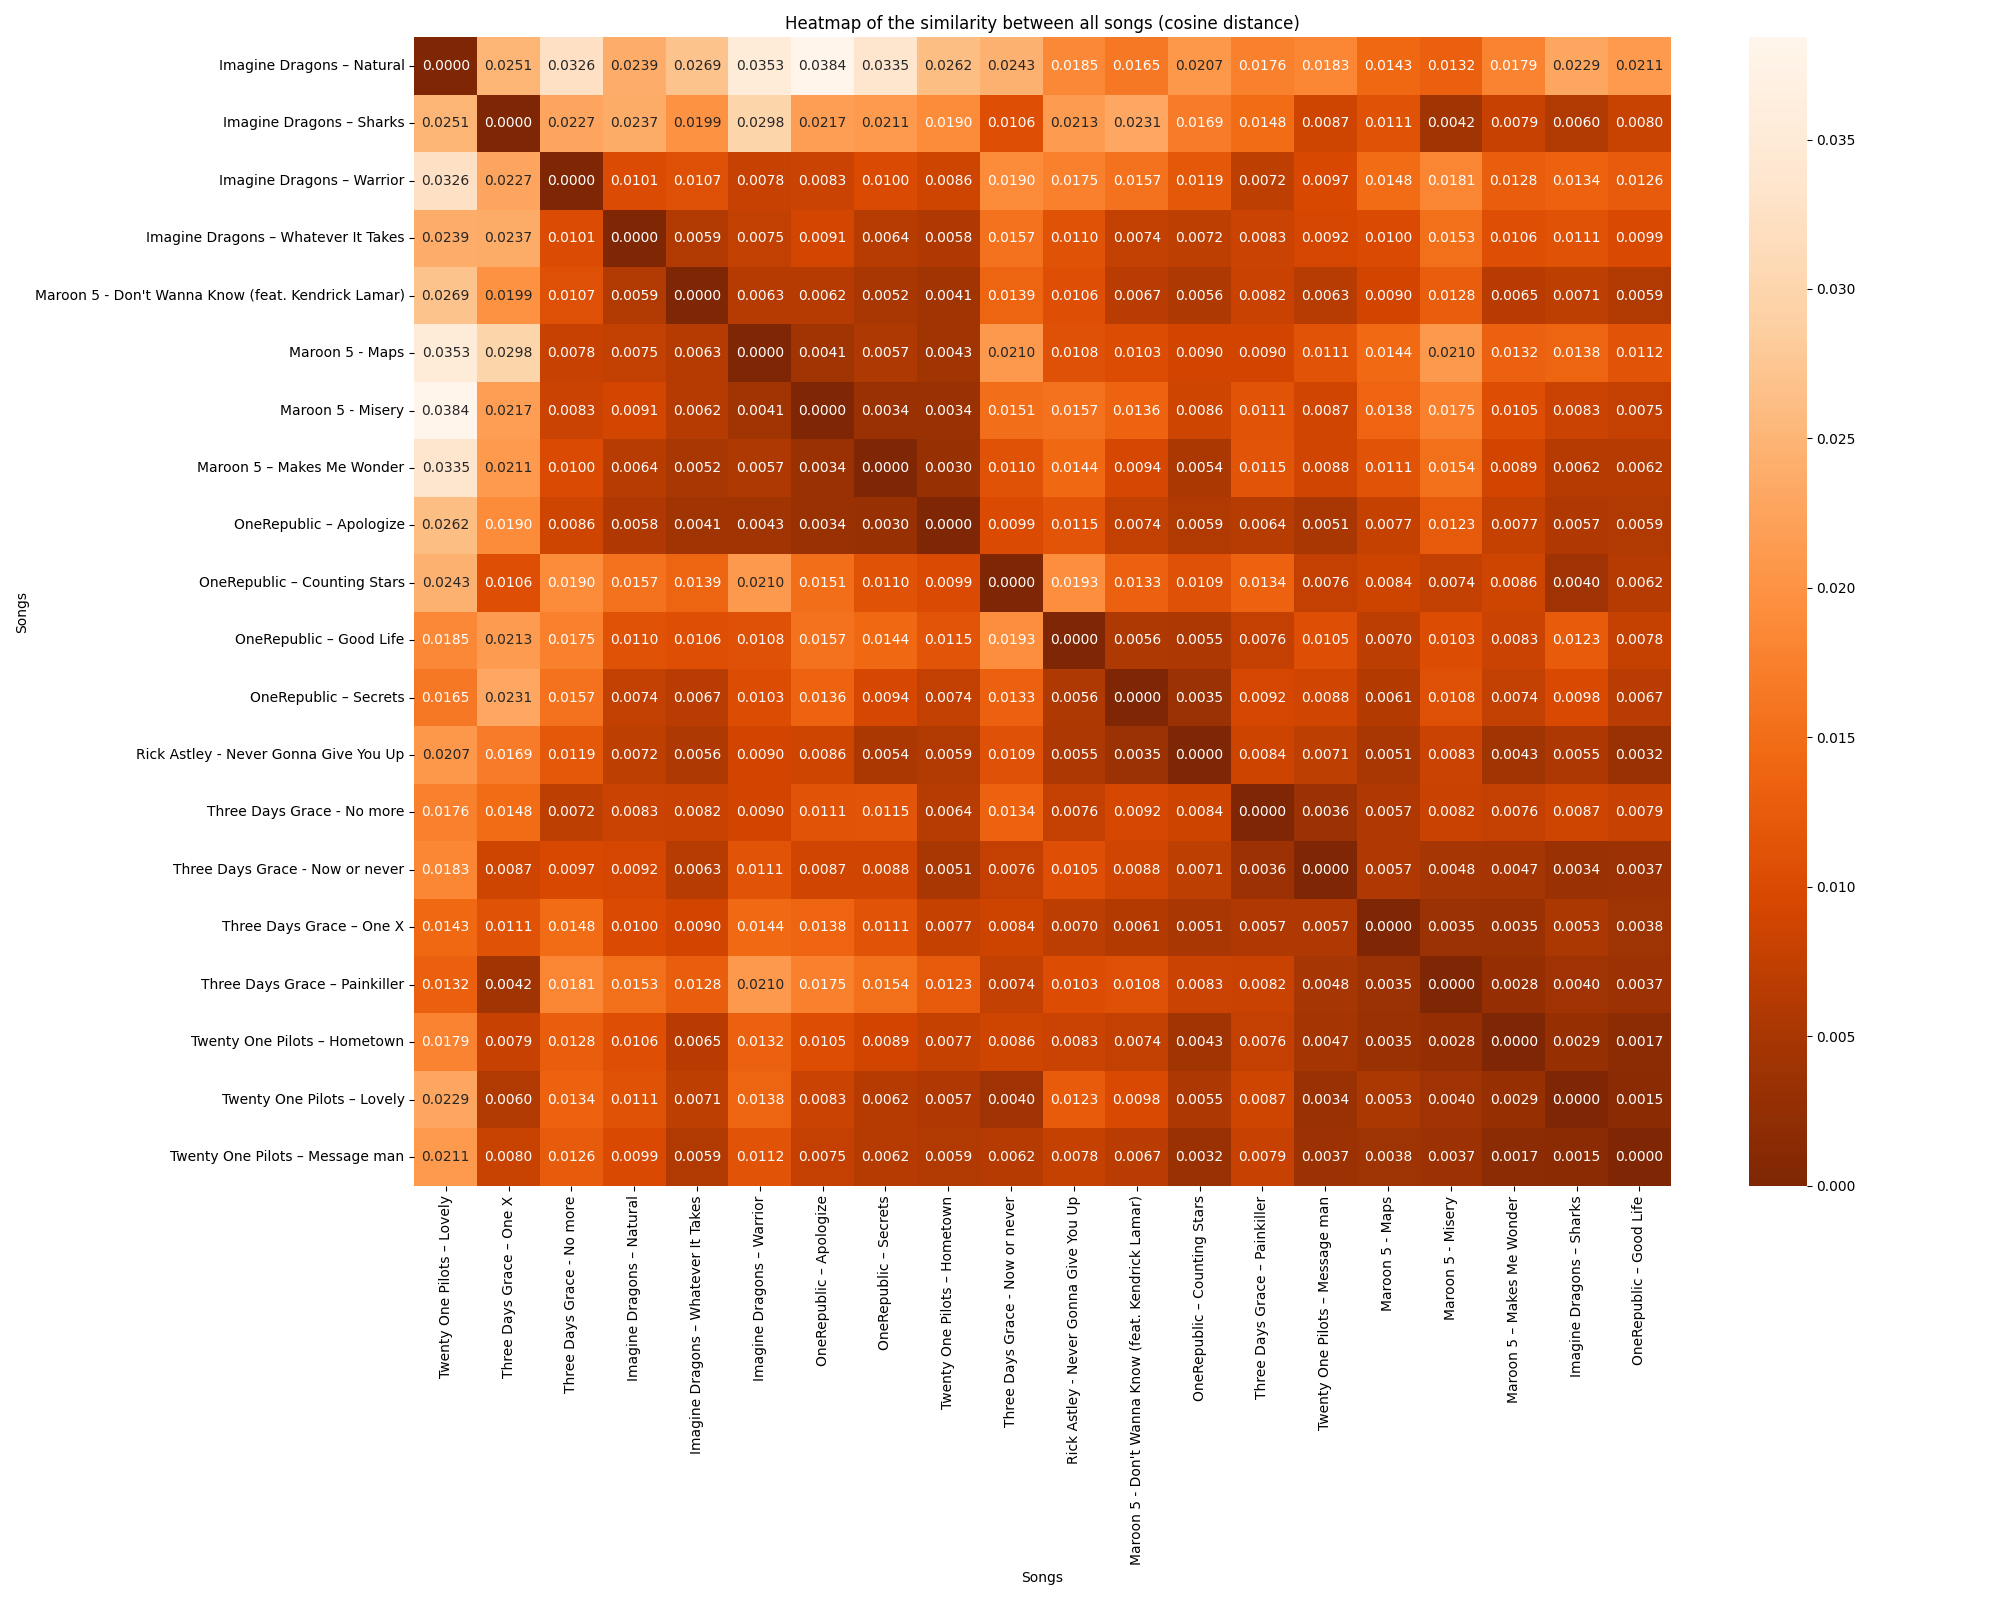 Heatmap of the similarity between all songs (cosine distance)
Imagine Dragons – Natural 0.0000 0.0251 0.0326 0.0239 0.0269 0.0353 0.0384 0.0335 0.0262 0.0243 0.0185 0.0165 0.0207 0.0176 0.0183 0.0143 0.0132 0.0179 0.0229 0.0211
Imagine Dragons – Sharks 0.0251 0.0000 0.0227 0.0237 0.0199 0.0298 0.0217 0.0211 0.0190 0.0106 0.0213 0.0231 0.0169 0.0148 0.0087 0.0111 0.0042 0.0079 0.0060 0.0080
Imagine Dragons – Warrior 0.0326 0.0227 0.0000 0.0101 0.0107 0.0078 0.0083 0.0100 0.0086 0.0190 0.0175 0.0157 0.0119 0.0072 0.0097 0.0148 0.0181 0.0128 0.0134 0.0126
Imagine Dragons – Whatever It Takes 0.0239 0.0237 0.0101 0.0000 0.0059 0.0075 0.0091 0.0064 0.0058 0.0157 0.0110 0.0074 0.0072 0.0083 0.0092 0.0100 0.0153 0.0106 0.0111 0.0099
Maroon 5 - Don't Wanna Know (feat. Kendrick Lamar) 0.0269 0.0199 0.0107 0.0059 0.0000 0.0063 0.0062 0.0052 0.0041 0.0139 0.0106 0.0067 0.0056 0.0082 0.0063 0.0090 0.0128 0.0065 0.0071 0.0059
Maroon 5 - Maps 0.0353 0.0298 0.0078 0.0075 0.0063 0.0000 0.0041 0.0057 0.0043 0.0210 0.0108 0.0103 0.0090 0.0090 0.0111 0.0144 0.0210 0.0132 0.0138 0.0112
Maroon 5 - Misery 0.0384 0.0217 0.0083 0.0091 0.0062 0.0041 0.0000 0.0034 0.0034 0.0151 0.0157 0.0136 0.0086 0.0111 0.0087 0.0138 0.0175 0.0105 0.0083 0.0075
Maroon 5 – Makes Me Wonder 0.0335 0.0211 0.0100 0.0064 0.0052 0.0057 0.0034 0.0000 0.0030 0.0110 0.0144 0.0094 0.0054 0.0115 0.0088 0.0111 0.0154 0.0089 0.0062 0.0062
OneRepublic – Apologize 0.0262 0.0190 0.0086 0.0058 0.0041 0.0043 0.0034 0.0030 0.0000 0.0099 0.0115 0.0074 0.0059 0.0064 0.0051 0.0077 0.0123 0.0077 0.0057 0.0059
OneRepublic – Counting Stars 0.0243 0.0106 0.0190 0.0157 0.0139 0.0210 0.0151 0.0110 0.0099 0.0000 0.0193 0.0133 0.0109 0.0134 0.0076 0.0084 0.0074 0.0086 0.0040 0.0062
OneRepublic – Good Life 0.0185 0.0213 0.0175 0.0110 0.0106 0.0108 0.0157 0.0144 0.0115 0.0193 0.0000 0.0056 0.0055 0.0076 0.0105 0.0070 0.0103 0.0083 0.0123 0.0078
OneRepublic – Secrets 0.0165 0.0231 0.0157 0.0074 0.0067 0.0103 0.0136 0.0094 0.0074 0.0133 0.0056 0.0000 0.0035 0.0092 0.0088 0.0061 0.0108 0.0074 0.0098 0.0067
Rick Astley - Never Gonna Give You Up 0.0207 0.0169 0.0119 0.0072 0.0056 0.0090 0.0086 0.0054 0.0059 0.0109 0.0055 0.0035 0.0000 0.0084 0.0071 0.0051 0.0083 0.0043 0.0055 0.0032
Three Days Grace - No more 0.0176 0.0148 0.0072 0.0083 0.0082 0.0090 0.0111 0.0115 0.0064 0.0134 0.0076 0.0092 0.0084 0.0000 0.0036 0.0057 0.0082 0.0076 0.0087 0.0079
Three Days Grace - Now or never 0.0183 0.0087 0.0097 0.0092 0.0063 0.0111 0.0087 0.0088 0.0051 0.0076 0.0105 0.0088 0.0071 0.0036 0.0000 0.0057 0.0048 0.0047 0.0034 0.0037
Three Days Grace – One X 0.0143 0.0111 0.0148 0.0100 0.0090 0.0144 0.0138 0.0111 0.0077 0.0084 0.0070 0.0061 0.0051 0.0057 0.0057 0.0000 0.0035 0.0035 0.0053 0.0038
Three Days Grace – Painkiller 0.0132 0.0042 0.0181 0.0153 0.0128 0.0210 0.0175 0.0154 0.0123 0.0074 0.0103 0.0108 0.0083 0.0082 0.0048 0.0035 0.0000 0.0028 0.0040 0.0037
Twenty One Pilots – Hometown 0.0179 0.0079 0.0128 0.0106 0.0065 0.0132 0.0105 0.0089 0.0077 0.0086 0.0083 0.0074 0.0043 0.0076 0.0047 0.0035 0.0028 0.0000 0.0029 0.0017
Twenty One Pilots – Lovely 0.0229 0.0060 0.0134 0.0111 0.0071 0.0138 0.0083 0.0062 0.0057 0.0040 0.0123 0.0098 0.0055 0.0087 0.0034 0.0053 0.0040 0.0029 0.0000 0.0015
Twenty One Pilots – Message man 0.0211 0.0080 0.0126 0.0099 0.0059 0.0112 0.0075 0.0062 0.0059 0.0062 0.0078 0.0067 0.0032 0.0079 0.0037 0.0038 0.0037 0.0017 0.0015 0.0000
Songs
Twenty One Pilots – Lovely
Three Days Grace – One X
Three Days Grace - No more
Imagine Dragons – Natural
Imagine Dragons – Whatever It Takes
Imagine Dragons – Warrior
OneRepublic – Apologize
OneRepublic – Secrets
Twenty One Pilots – Hometown
Three Days Grace - Now or never
Rick Astley - Never Gonna Give You Up
Maroon 5 - Don't Wanna Know (feat. Kendrick Lamar)
OneRepublic – Counting Stars
Three Days Grace – Painkiller
Twenty One Pilots – Message man
Maroon 5 - Maps
Maroon 5 - Misery
Maroon 5 – Makes Me Wonder
Imagine Dragons – Sharks
OneRepublic – Good Life
Songs
0.035
0.030
0.025
0.020
0.015
0.010
0.005
0.000